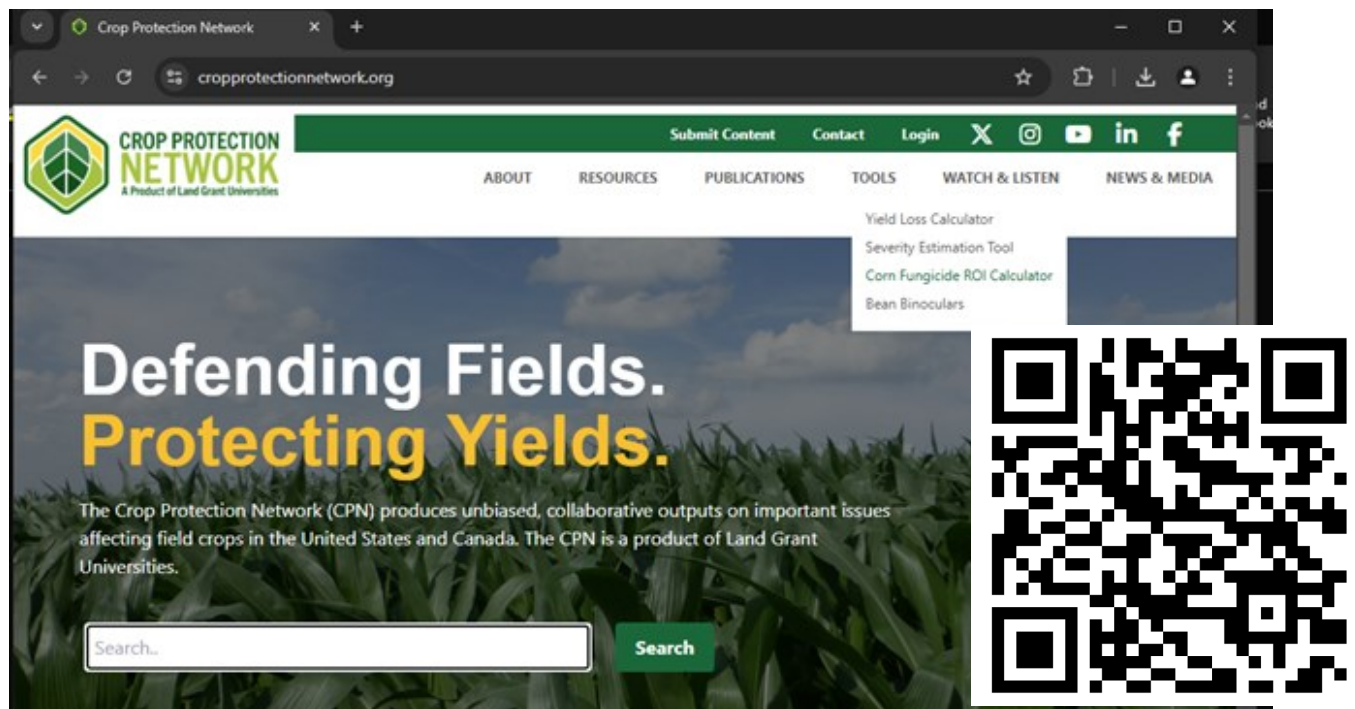 Crop Protection Network
cropprotectionnetwork.org
CROP PROTECTION
NETWORK
A Product of Land Grant Universities
Submit Content Contact Login
ABOUT RESOURCES PUBLICATIONS TOOLS WATCH & LISTEN NEWS & MEDIA
Yield Loss Calculator
Severity Estimation Tool
Corn Fungicide ROI Calculator
Bean Binoculars
Defending Fields.
Protecting Yields.
The Crop Protection Network (CPN) produces unbiased, collaborative outputs on important issues
affecting field crops in the United States and Canada. The CPN is a product of Land Grant
Universities.
Search..
Search